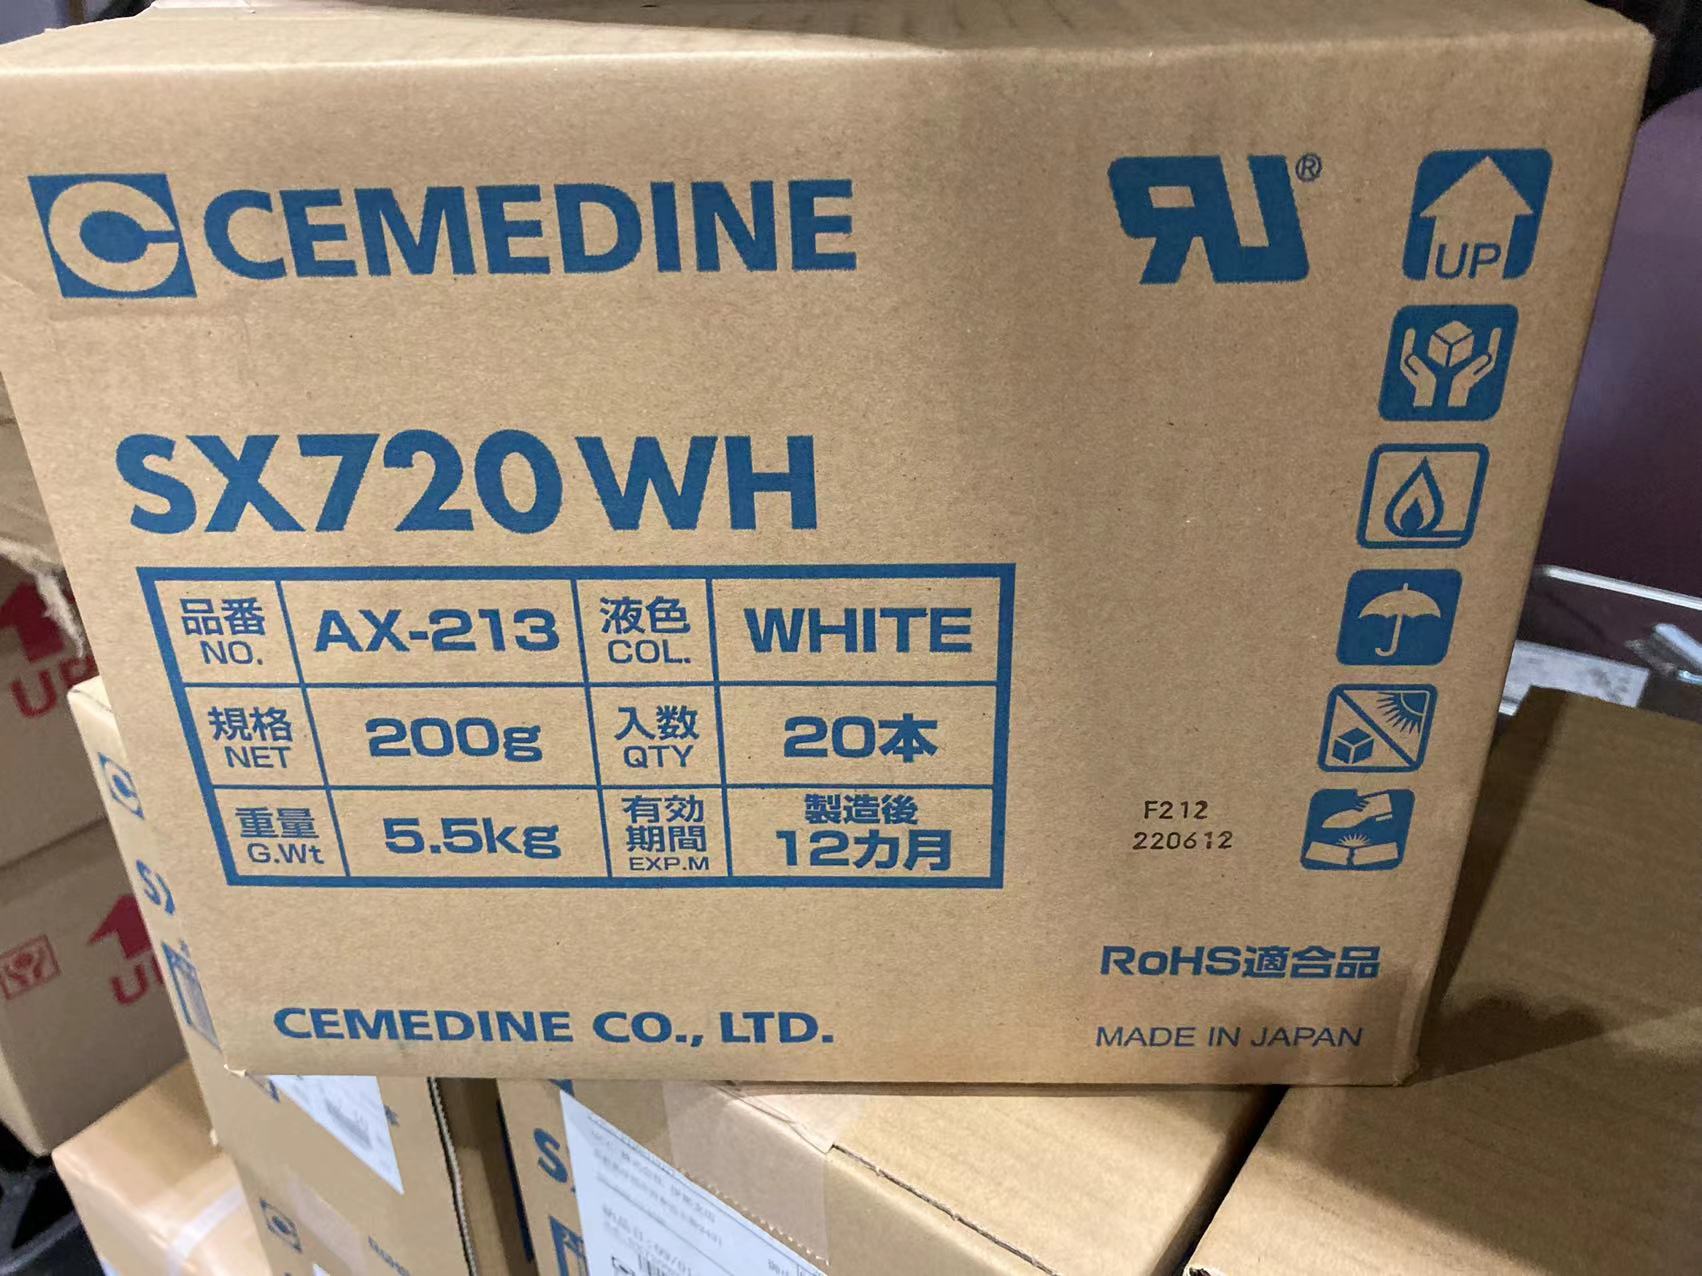 CEMEDINE
UP
SX720 WH
品番 NO.
AX-213
液色 COL.
WHITE
規格 NET
200g
入数 QTY
20本
重量 G.Wt
5.5kg
有効期間 EXP.M
製造後 12カ月
F212
220612
RoHS適合品
CEMEDINE CO., LTD.
MADE IN JAPAN